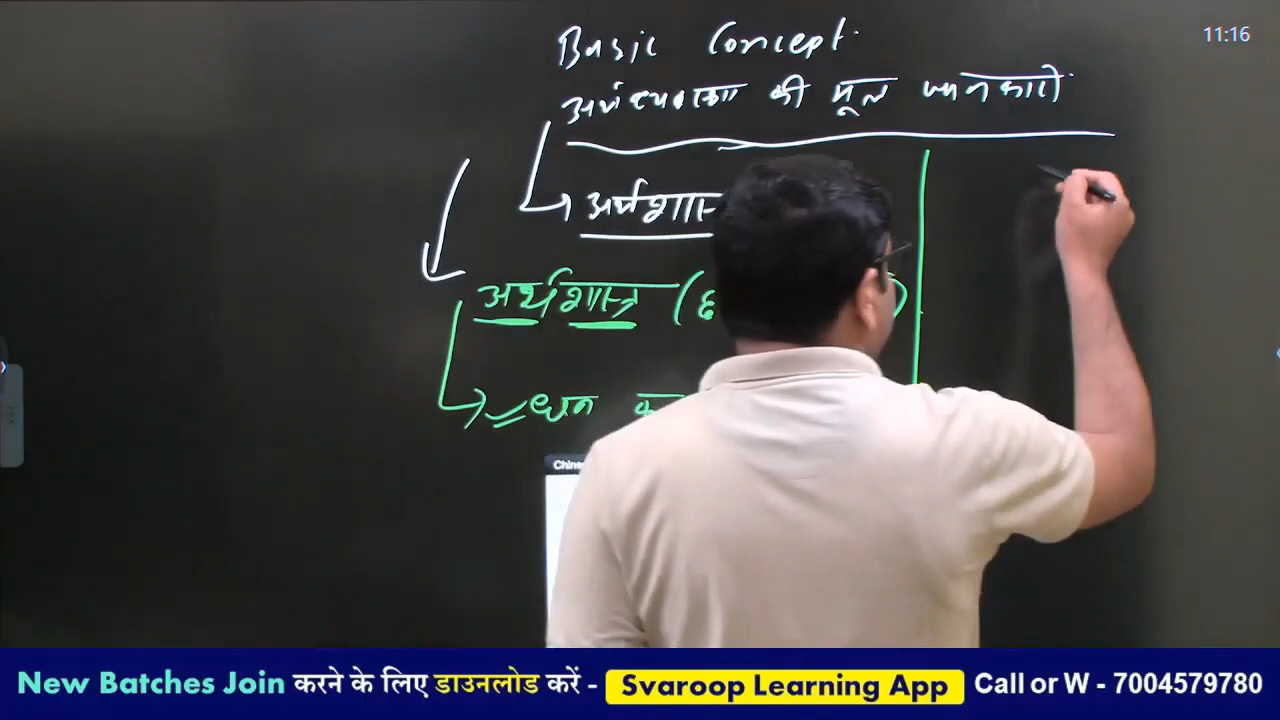 11:16
Basic Concept
अर्थव्यवस्था की मूल जानकारी
अर्थशास्
अर्थशास्त्र (
धन
New Batches Join करने के लिए डाउनलोड करें - Svaroop Learning App Call or W - 7004579780